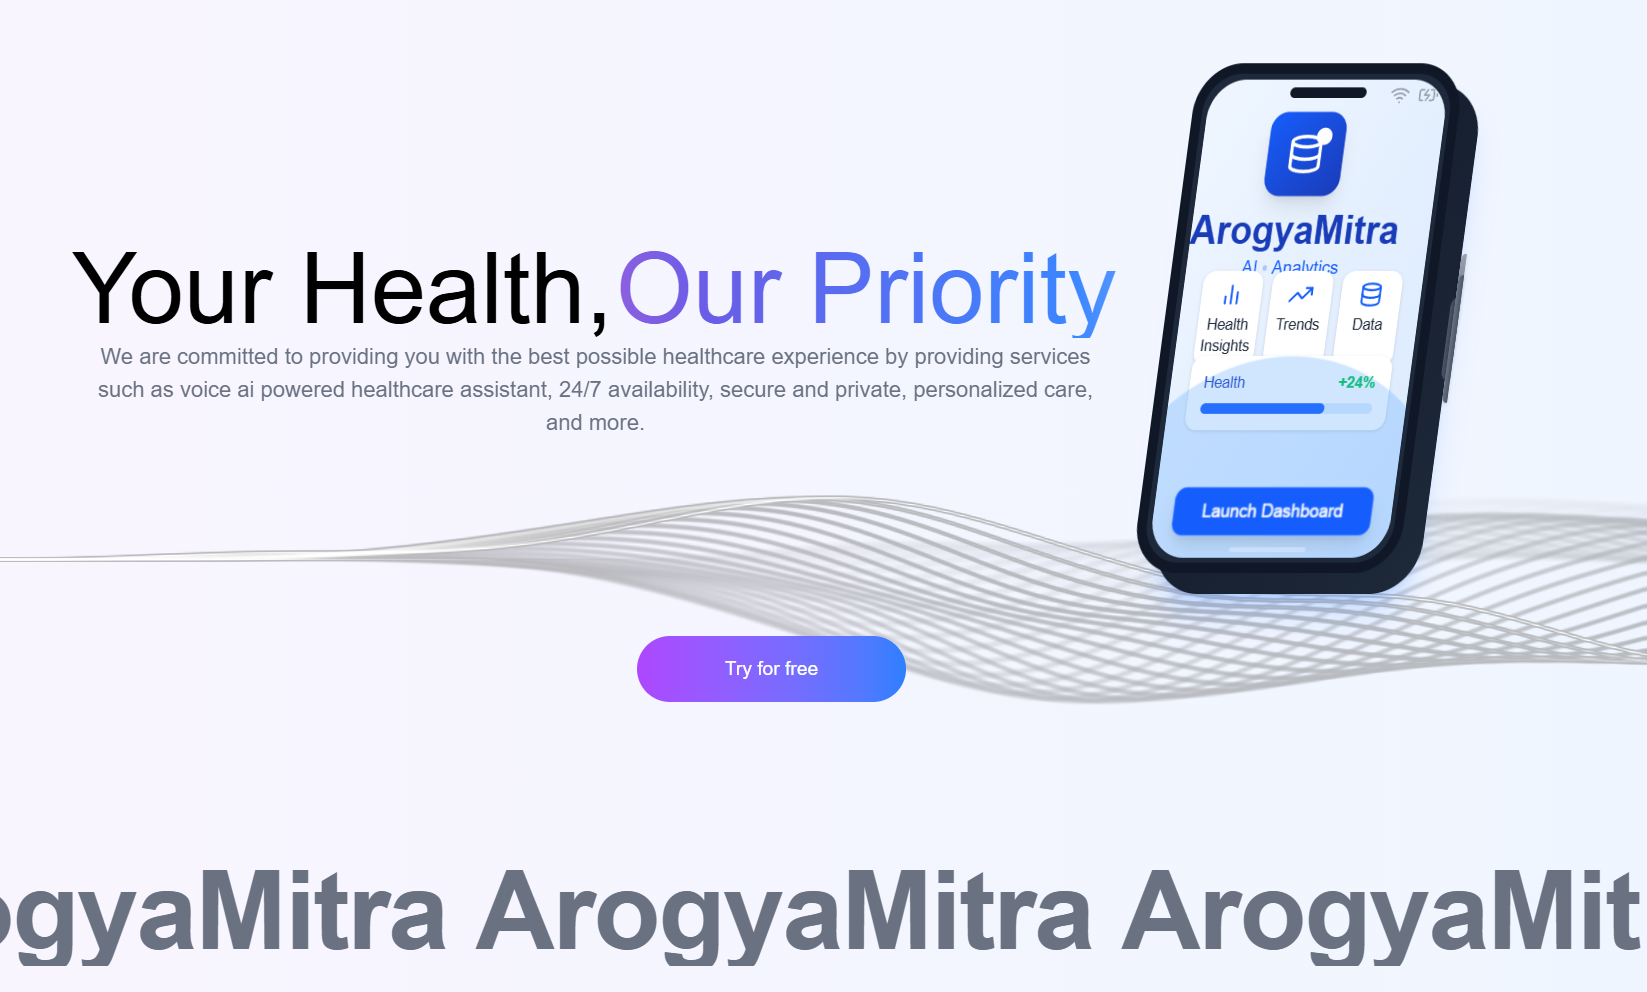 Your Health, Our Priority
We are committed to providing you with the best possible healthcare experience by providing services
such as voice ai powered healthcare assistant, 24/7 availability, secure and private, personalized care,
and more.
ArogyaMitra
AI • Analytics
Health
Insights
Trends
Data
Health +24%
Launch Dashboard
Try for free
ogyaMitra ArogyaMitra ArogyaMit